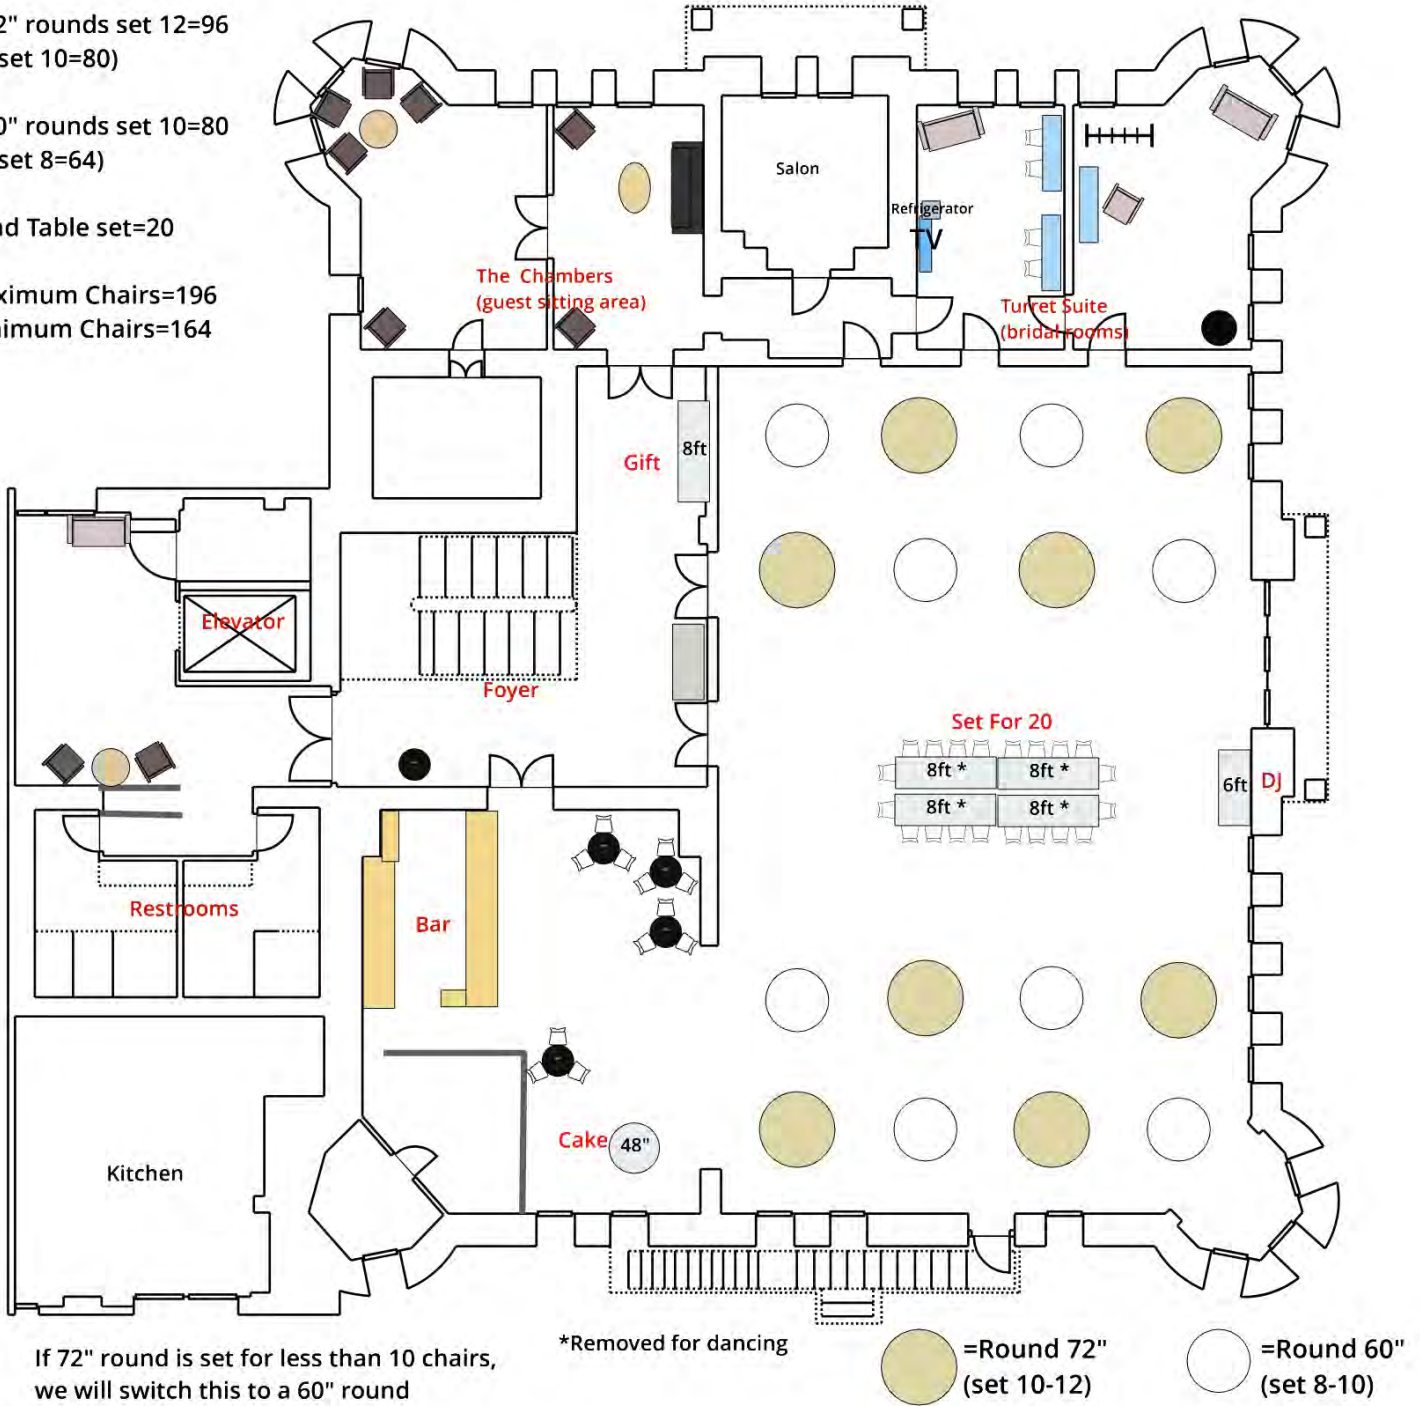 2" rounds set 12=96
set 10=80)
0" rounds set 10=80
set 8=64)
d Table set=20
ximum Chairs=196
nimum Chairs=164
Salon
Refrigerator
TV
The Chambers
(guest sitting area)
Turret Suite
(bridal rooms)
Gift
8ft
Elevator
Foyer
Set For 20
8ft *
8ft *
8ft *
8ft *
6ft
DJ
Restrooms
Bar
Cake
48"
Kitchen
*Removed for dancing
If 72" round is set for less than 10 chairs,
we will switch this to a 60" round
=Round 72"
(set 10-12)
=Round 60"
(set 8-10)